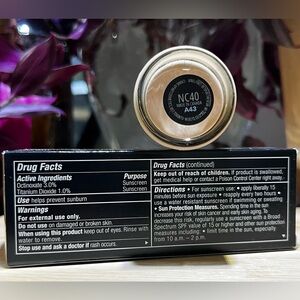 NC40
MADE IN CANADA
A43
Drug Facts
Active Ingredients Purpose
Octinoxate 3.0% Sunscreen
Titanium Dioxide 1.0% Sunscreen
Use helps prevent sunburn
Warnings
For external use only.
Do not use on damaged or broken skin.
When using this product keep out of eyes. Rinse with
water to remove.
Stop use and ask a doctor if rash occurs.
Drug Facts (continued)
Keep out of reach of children. If product is swallowed,
get medical help or contact a Poison Control Center right away.
Directions • For sunscreen use: • apply liberally 15
minutes before sun exposure • reapply every two hours •
use a water resistant sunscreen if swimming or sweating
• Sun Protection Measures. Spending time in the sun
increases your risk of skin cancer and early skin aging. To
decrease this risk, regularly use a sunscreen with a Broad
Spectrum SPF value of 15 or higher and other sun protection
measures including: • limit time in the sun, especially
from 10 a.m. – 2 p.m.